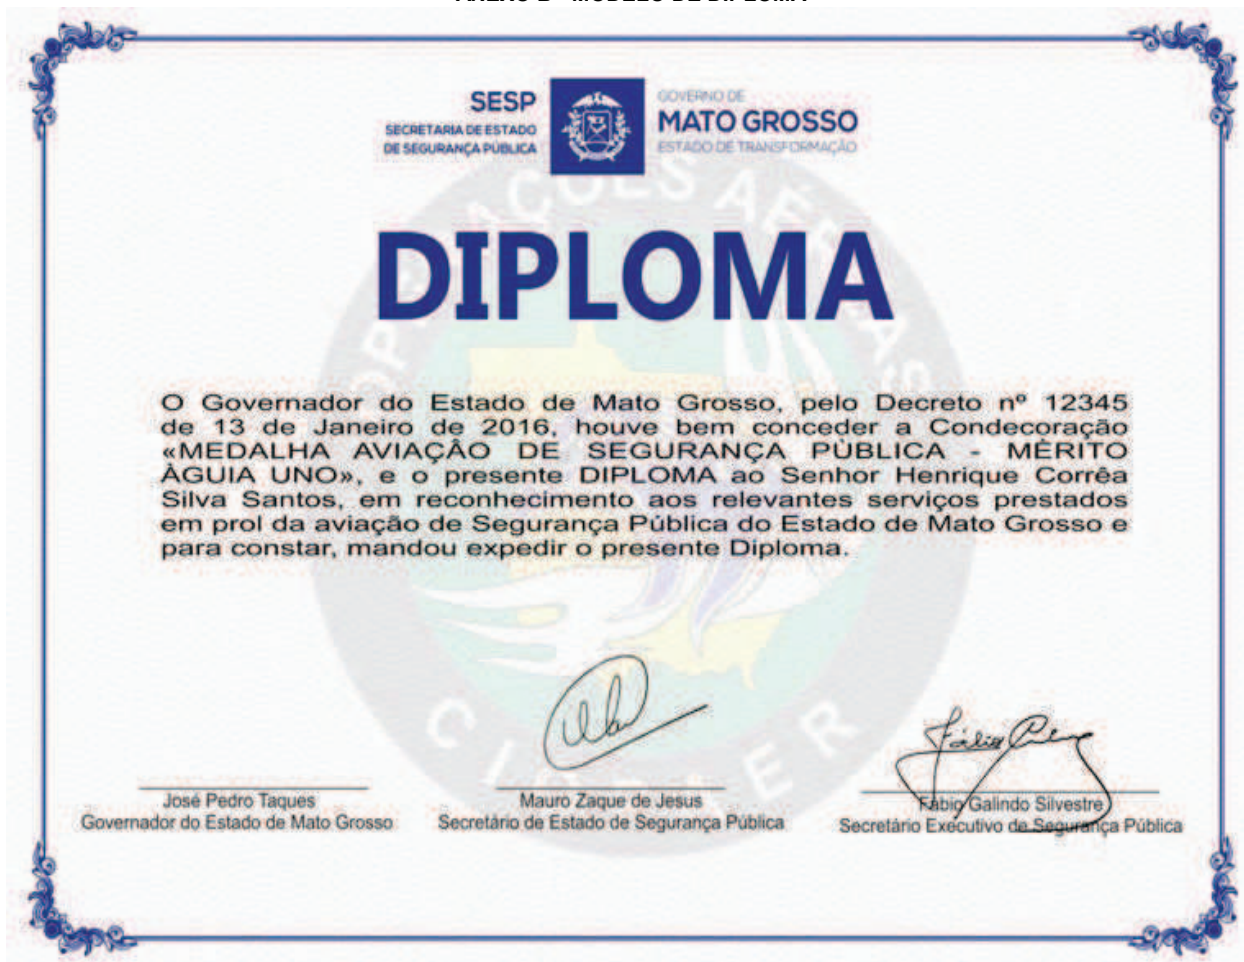 SESP
SECRETARIA DE ESTADO
DE SEGURANÇA PÚBLICA
GOVERNO DE
MATO GROSSO
ESTADO DE TRANSFORMAÇÃO
DIPLOMA
O Governador do Estado de Mato Grosso, pelo Decreto nº 12345
de 13 de Janeiro de 2016, houve bem conceder a Condecoração
«MEDALHA AVIAÇÃO DE SEGURANÇA PÚBLICA - MÉRITO
ÁGUIA UNO», e o presente DIPLOMA ao Senhor Henrique Corrêa
Silva Santos, em reconhecimento aos relevantes serviços prestados
em prol da aviação de Segurança Pública do Estado de Mato Grosso e
para constar, mandou expedir o presente Diploma.
José Pedro Taques
Governador do Estado de Mato Grosso
Mauro Zaque de Jesus
Secretário de Estado de Segurança Pública
Fábio Galindo Silvestre
Secretário Executivo de Segurança Pública